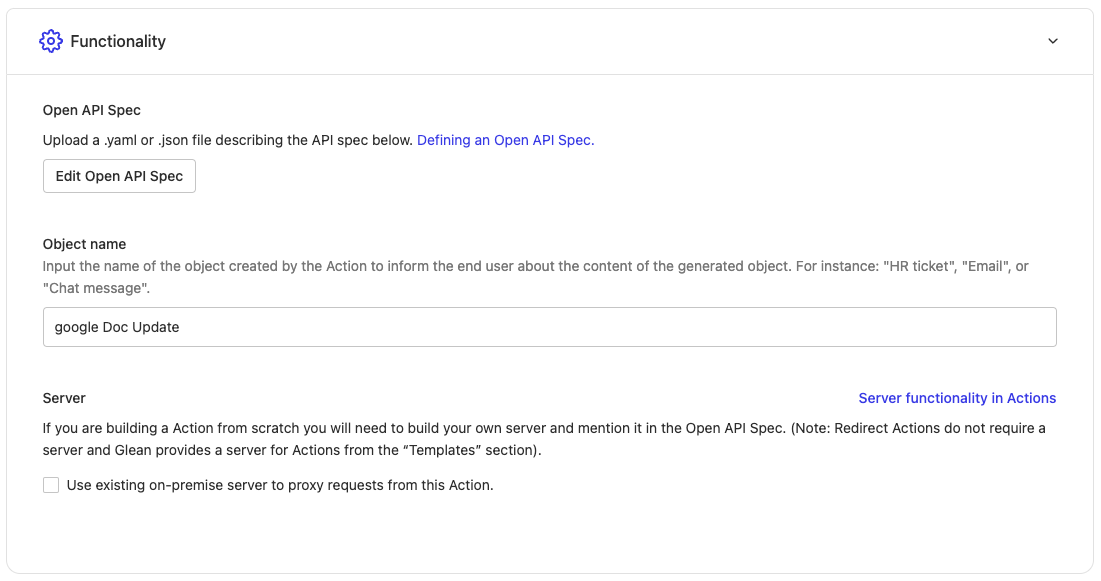 Functionality
Open API Spec
Upload a .yaml or .json file describing the API spec below. Defining an Open API Spec.
Edit Open API Spec
Object name
Input the name of the object created by the Action to inform the end user about the content of the generated object. For instance: "HR ticket", "Email", or
"Chat message".
google Doc Update
Server
Server functionality in Actions
If you are building a Action from scratch you will need to build your own server and mention it in the Open API Spec. (Note: Redirect Actions do not require a
server and Glean provides a server for Actions from the “Templates” section).
Use existing on-premise server to proxy requests from this Action.